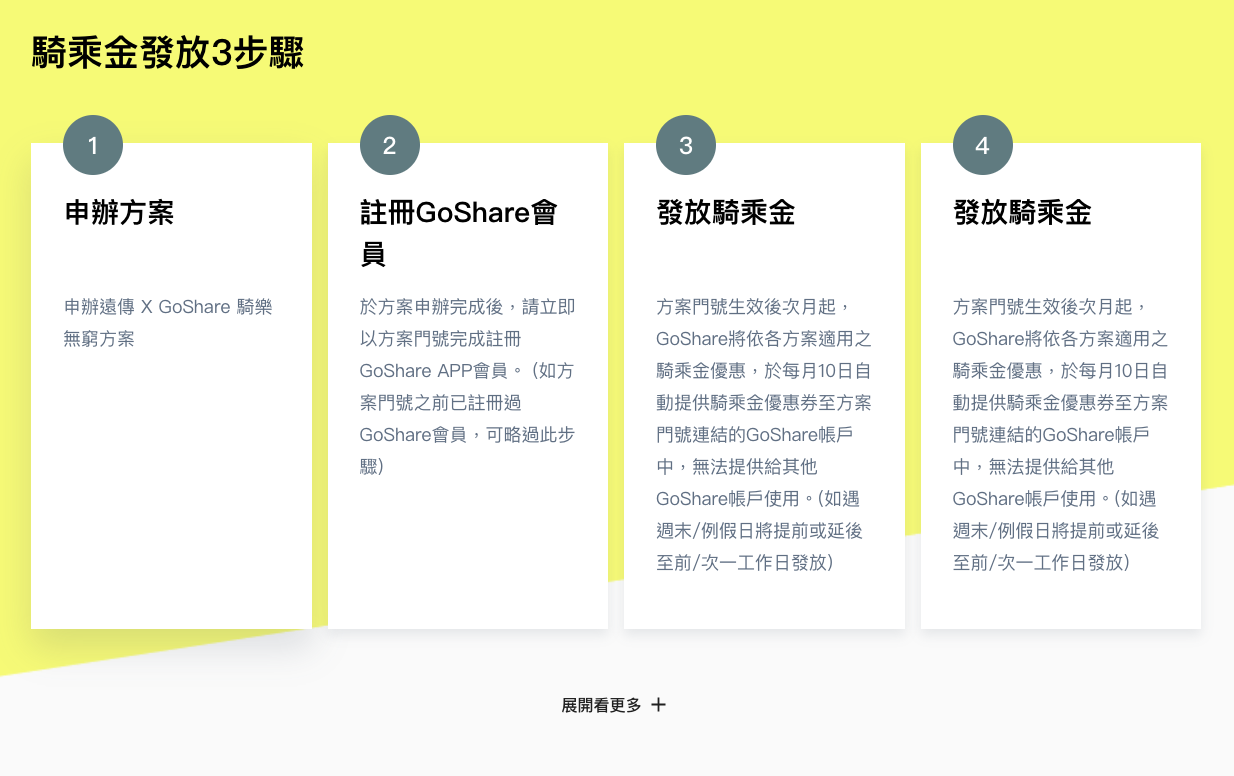 騎乘金發放3步驟
1
申辦方案
申辦遠傳 X GoShare 騎樂
無窮方案
2
註冊GoShare會
員
於方案申辦完成後，請立即
以方案門號完成註冊
GoShare APP會員。 (如方
案門號之前已註冊過
GoShare會員，可略過此步
驟)
3
發放騎乘金
方案門號生效後次月起，
GoShare將依各方案適用之
騎乘金優惠，於每月10日自
動提供騎乘金優惠券至方案
門號連結的GoShare帳戶
中，無法提供給其他
GoShare帳戶使用。(如遇
週末/例假日將提前或延後
至前/次一工作日發放)
4
發放騎乘金
方案門號生效後次月起，
GoShare將依各方案適用之
騎乘金優惠，於每月10日自
動提供騎乘金優惠券至方案
門號連結的GoShare帳戶
中，無法提供給其他
GoShare帳戶使用。(如遇
週末/例假日將提前或延後
至前/次一工作日發放)
展開看更多 +